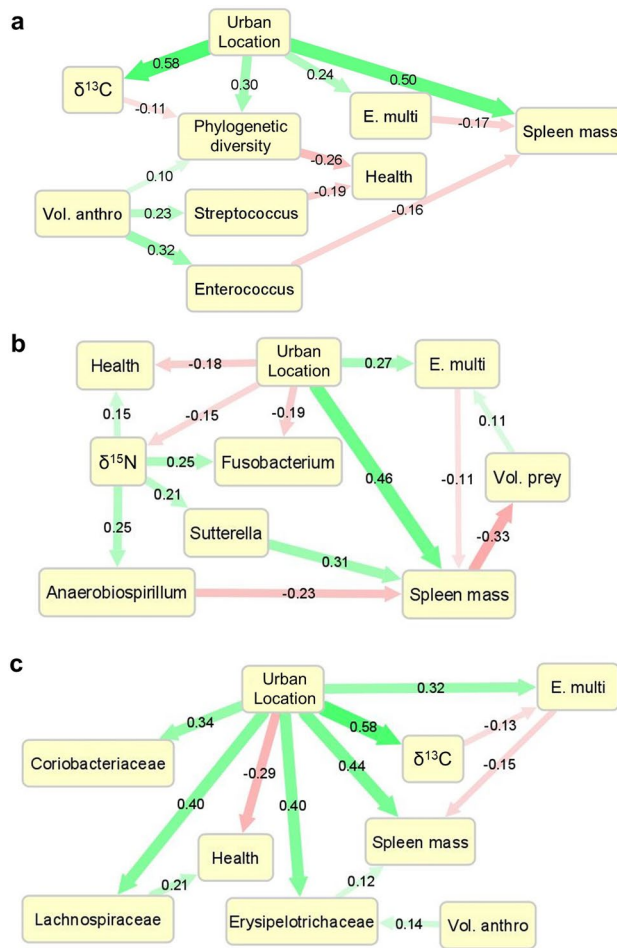 a
Urban
Location
0.58
0.30
0.24
0.50
δ¹³C
-0.11
E. multi
-0.17
Spleen mass
Phylogenetic
diversity
-0.26
Health
0.10
-0.19
Vol. anthro
0.23
Streptococcus
-0.16
0.32
Enterococcus
b
Health
-0.18
Urban
Location
0.27
E. multi
0.15
-0.15
-0.19
0.11
δ¹⁵N
0.25
Fusobacterium
0.46
-0.11
Vol. prey
0.21
0.25
Sutterella
-0.33
0.31
Anaerobiospirillum
-0.23
Spleen mass
c
Urban
Location
0.32
E. multi
0.34
0.58
-0.13
Coriobacteriaceae
δ¹³C
-0.29
0.44
-0.15
0.40
0.40
Health
Spleen mass
0.21
0.12
Lachnospiraceae
Erysipelotrichaceae
0.14
Vol. anthro